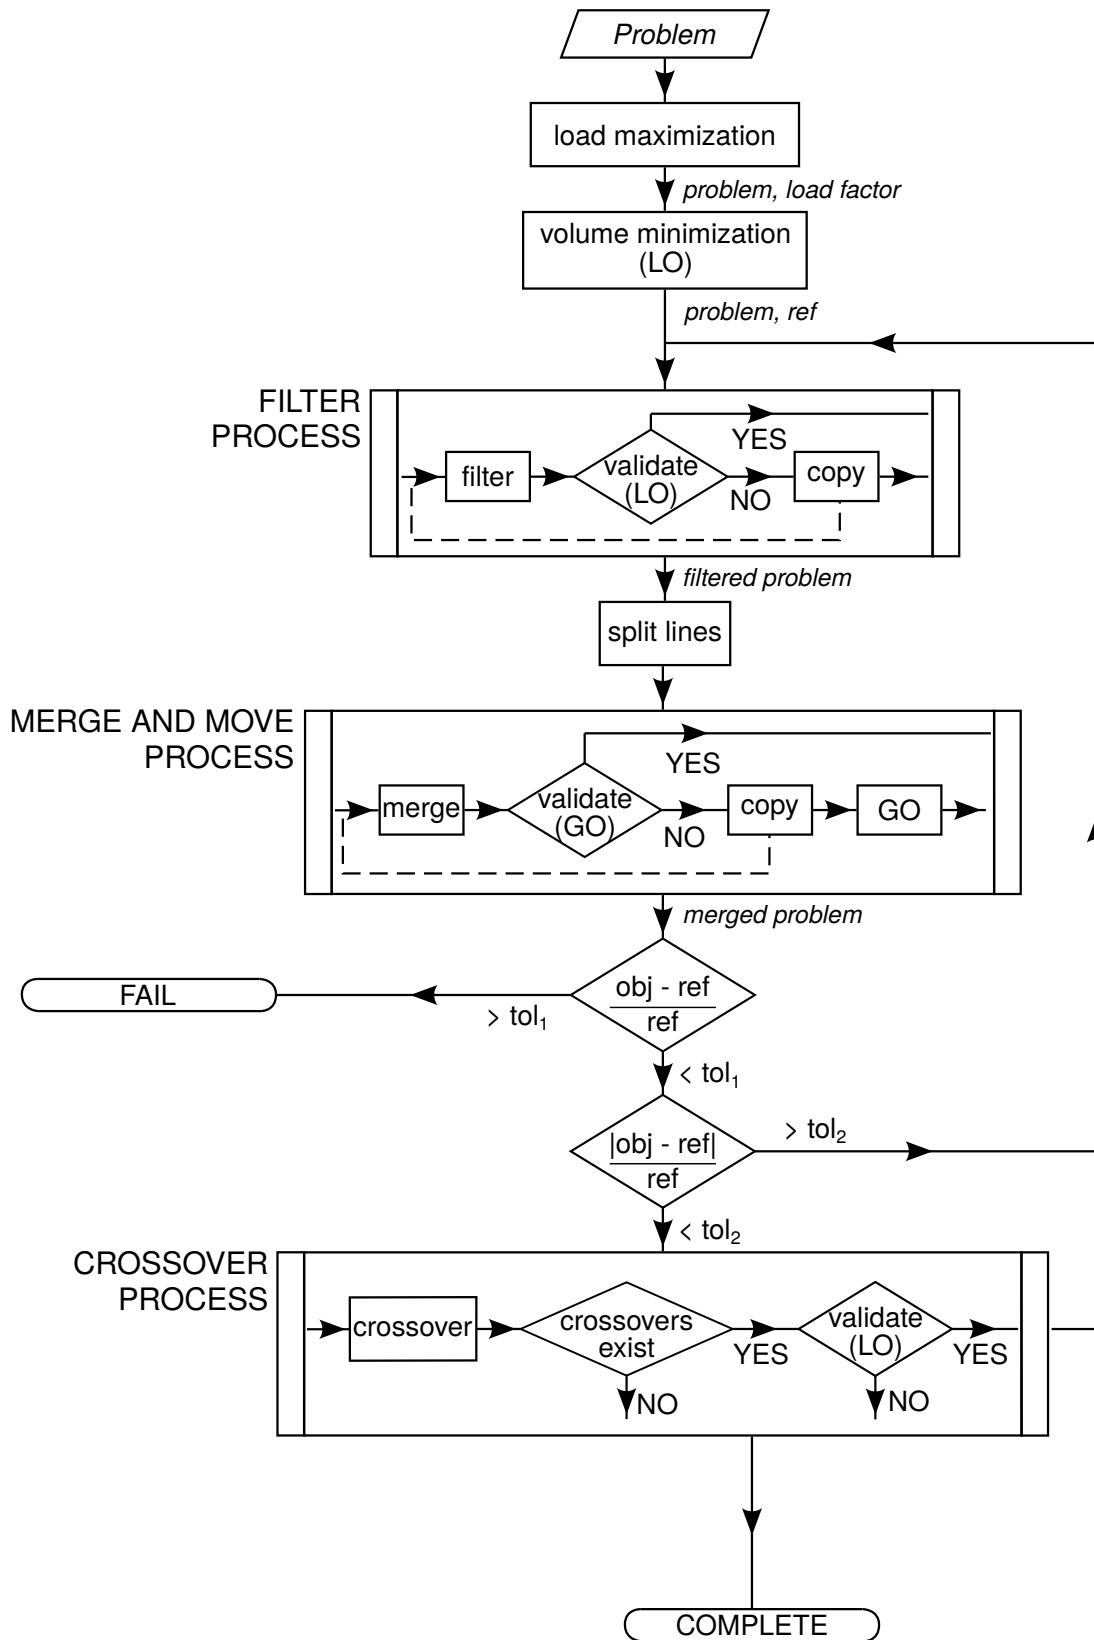 Problem
load maximization
problem, load factor
volume minimization
(LO)
problem, ref
FILTER
PROCESS
YES
filter
validate
(LO)
NO
copy
filtered problem
split lines
MERGE AND MOVE
PROCESS
YES
merge
validate
(GO)
NO
copy
GO
merged problem
obj - ref
ref
FAIL
> tol₁
< tol₁
|obj - ref|
ref
> tol₂
< tol₂
CROSSOVER
PROCESS
crossover
crossovers
exist
YES
validate
(LO)
YES
NO
NO
COMPLETE